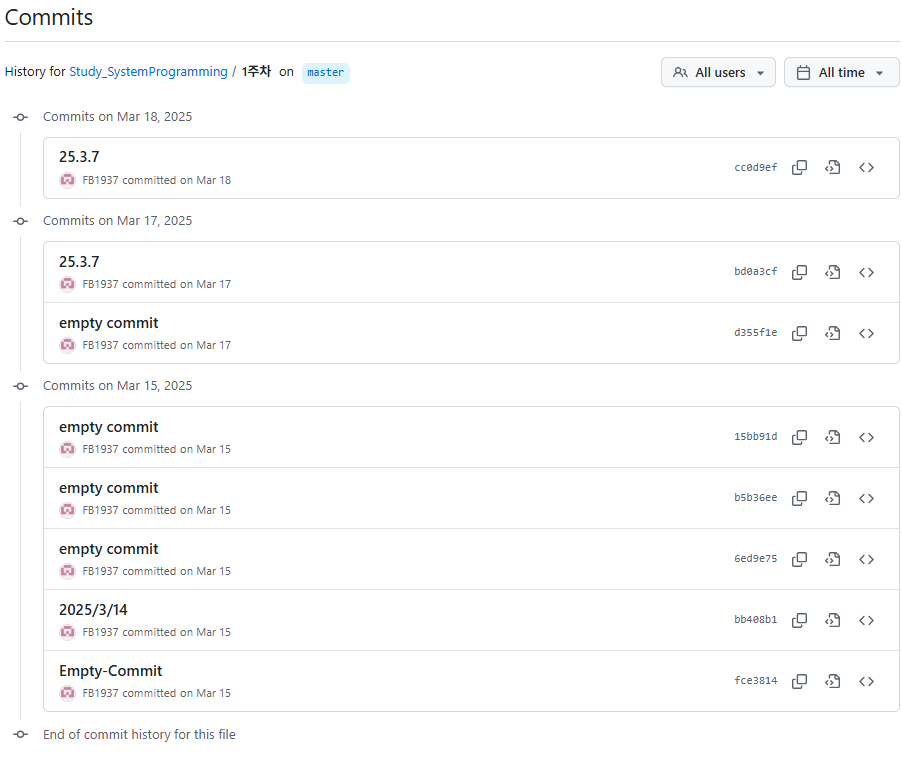 Commits
History for Study_SystemProgramming / 1주차 on master
All users
All time
Commits on Mar 18, 2025
25.3.7
FB1937 committed on Mar 18
cc0d9ef
Commits on Mar 17, 2025
25.3.7
FB1937 committed on Mar 17
bd0a3cf
empty commit
FB1937 committed on Mar 17
d355f1e
Commits on Mar 15, 2025
empty commit
FB1937 committed on Mar 15
15bb91d
empty commit
FB1937 committed on Mar 15
b5b36ee
empty commit
FB1937 committed on Mar 15
6ed9e75
2025/3/14
FB1937 committed on Mar 15
bb408b1
Empty-Commit
FB1937 committed on Mar 15
fce3814
End of commit history for this file